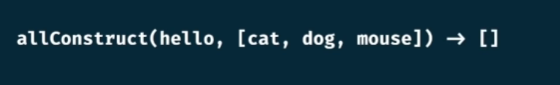 allConstruct(hello, [cat, dog, mouse]) → []